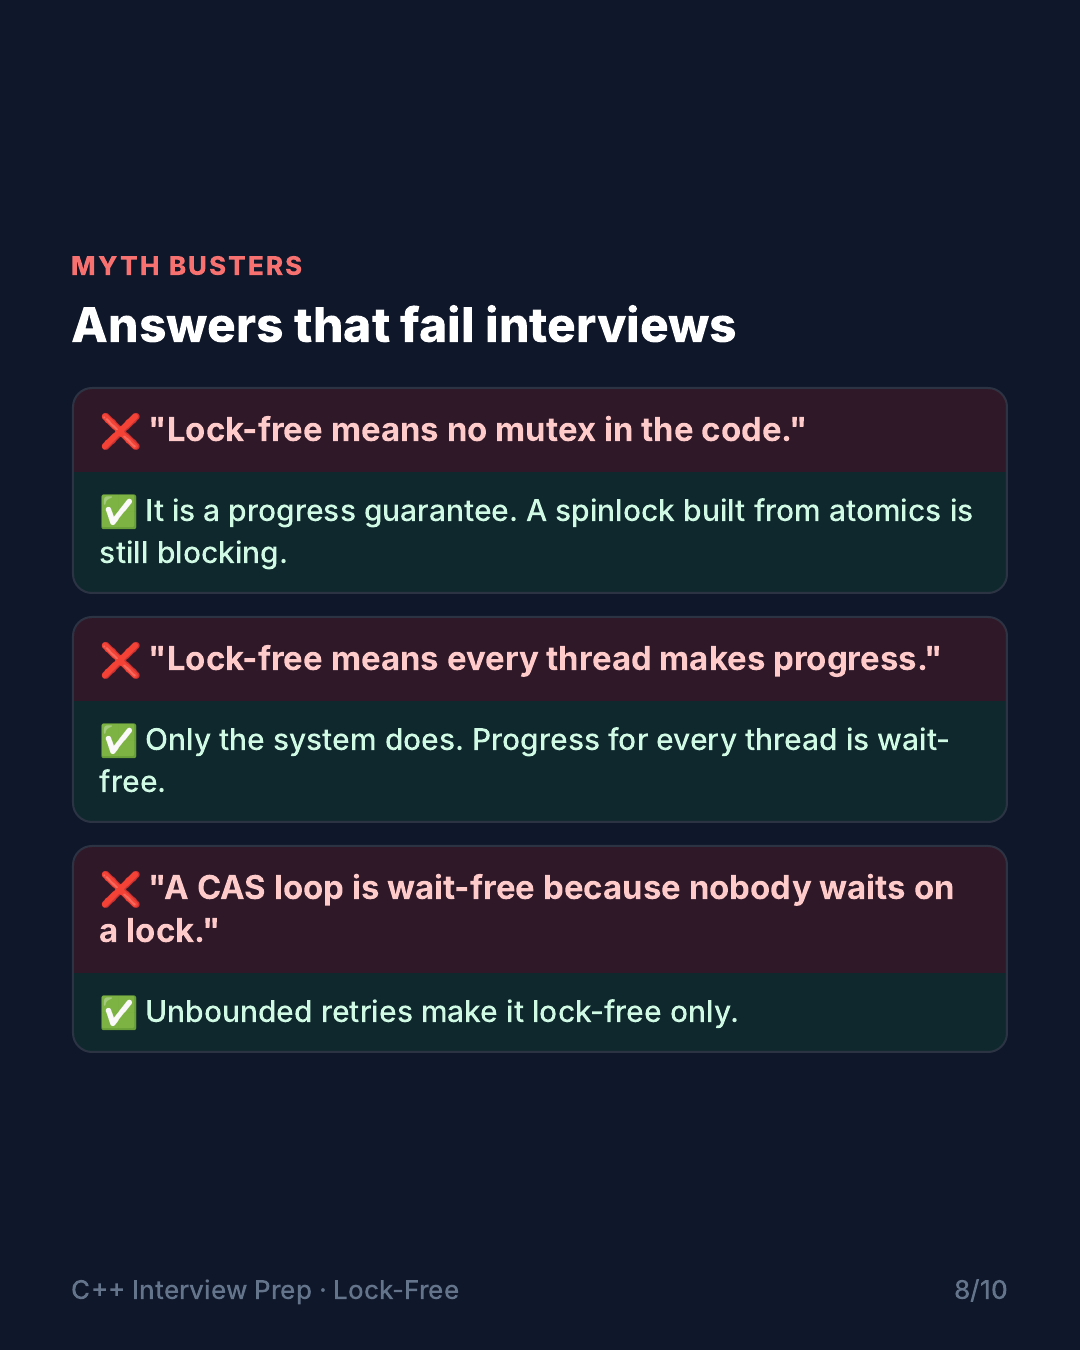 MYTH BUSTERS
Answers that fail interviews
❌ "Lock-free means no mutex in the code."
✅ It is a progress guarantee. A spinlock built from atomics is
still blocking.
❌ "Lock-free means every thread makes progress."
✅ Only the system does. Progress for every thread is wait-
free.
❌ "A CAS loop is wait-free because nobody waits on
a lock."
✅ Unbounded retries make it lock-free only.
C++ Interview Prep · Lock-Free
8/10